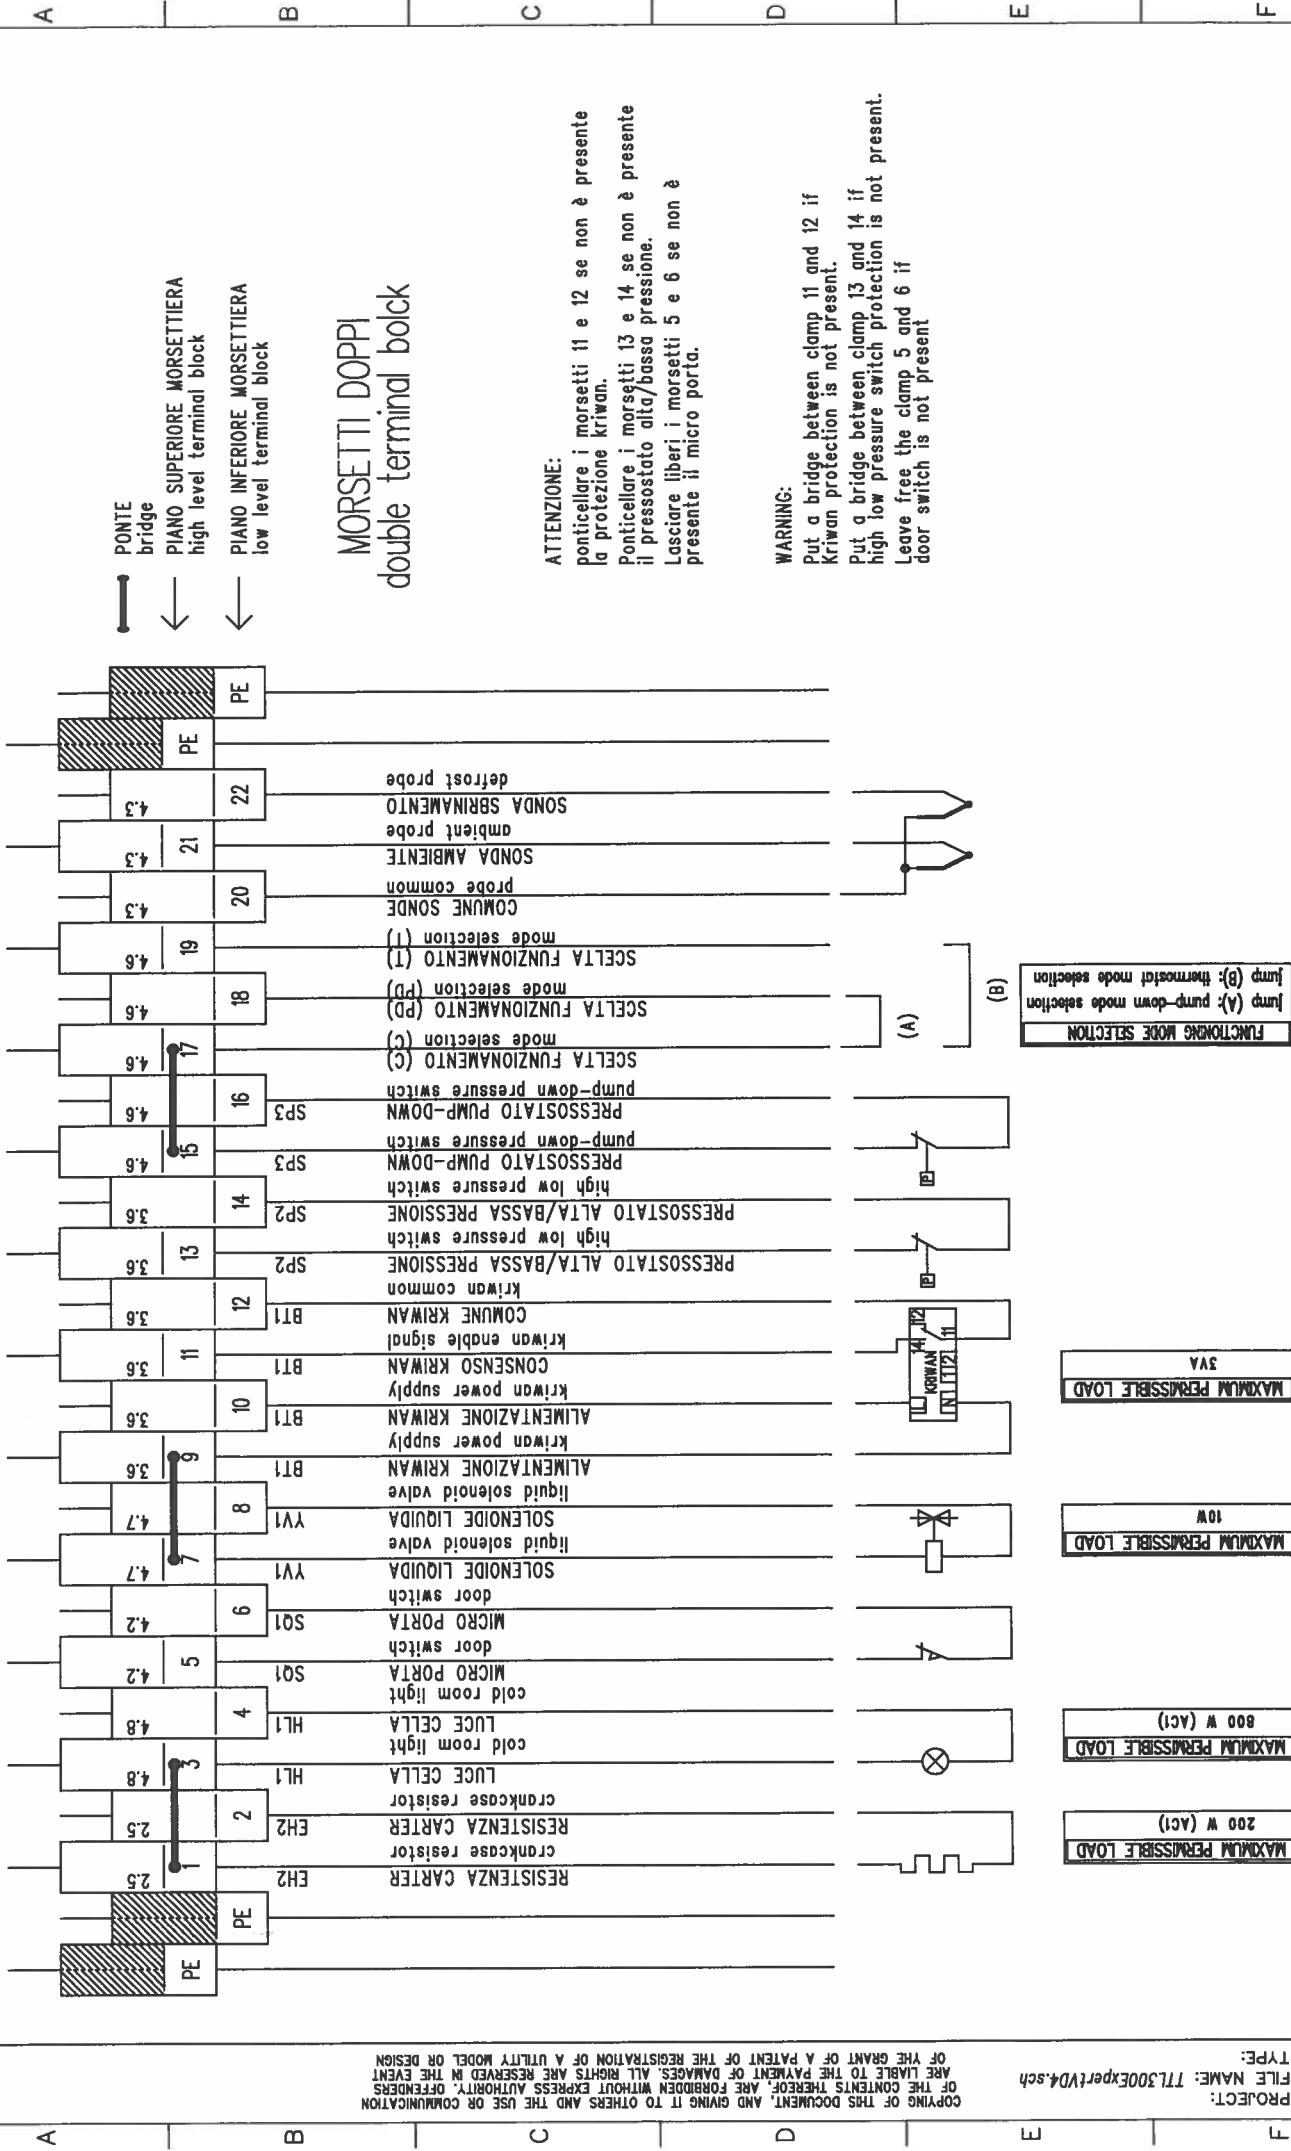 A
B
C
D
E
F
PONTE
bridge
PIANO SUPERIORE MORSETTIERA
high level terminal block
PIANO INFERIORE MORSETTIERA
low level terminal block
MORSETTI DOPPI
double terminal bolck
ATTENZIONE:
ponticellare i morsetti 11 e 12 se non è presente
la protezione kriwan.
Ponticellare i morsetti 13 e 14 se non è presente
il pressostato alta/bassa pressione.
Lasciare liberi i morsetti 5 e 6 se non è
presente il micro porta.
WARNING:
Put a bridge between clamp 11 and 12 if
Kriwan protection is not present.
Put a bridge between clamp 13 and 14 if
high low pressure switch protection is not present.
Leave free the clamp 5 and 6 if
door switch is not present
PE
PE
2.5 1 EH2 RESISTENZA CARTER
crankcase resistor
2.5 2 EH2 RESISTENZA CARTER
crankcase resistor
4.8 3 HL1 LUCE CELLA
cold room light
4.8 4 HL1 LUCE CELLA
cold room light
4.2 5 SQ1 MICRO PORTA
door switch
4.2 6 SQ1 MICRO PORTA
door switch
4.7 7 YV1 SOLENOIDE LIQUIDA
liquid solenoid valve
4.7 8 YV1 SOLENOIDE LIQUIDA
liquid solenoid valve
3.6 9 BT1 ALIMENTAZIONE KRIWAN
kriwan power supply
3.6 10 BT1 ALIMENTAZIONE KRIWAN
kriwan power supply
3.6 11 BT1 CONSENSO KRIWAN
kriwan enable signal
3.6 12 BT1 COMUNE KRIWAN
kriwan common
3.6 13 SP2 PRESSOSTATO ALTA/BASSA PRESSIONE
high low pressure switch
3.6 14 SP2 PRESSOSTATO ALTA/BASSA PRESSIONE
high low pressure switch
4.6 15 SP3 PRESSOSTATO PUMP-DOWN
pump-down pressure switch
4.6 16 SP3 PRESSOSTATO PUMP-DOWN
pump-down pressure switch
4.6 17 SCELTA FUNZIONAMENTO (C)
mode selection (C)
4.6 18 SCELTA FUNZIONAMENTO (PD)
mode selection (PD)
4.6 19 SCELTA FUNZIONAMENTO (T)
mode selection (T)
4.3 20 COMUNE SONDE
probe common
4.3 21 SONDA AMBIENTE
ambient probe
4.3 22 SONDA SBRINAMENTO
defrost probe
PE
PE
L N 1 2
KRIWAN
14 12
11
P
P
(A)
(B)
MAXIMUM PERMISSIBLE LOAD
200 W (AC1)
MAXIMUM PERMISSIBLE LOAD
800 W (AC1)
MAXIMUM PERMISSIBLE LOAD
10W
MAXIMUM PERMISSIBLE LOAD
3VA
FUNCTIONING MODE SELECTION
jump (A): pump-down mode selection
jump (B): thermostat mode selection
COPYING OF THIS DOCUMENT, AND GIVING IT TO OTHERS AND THE USE OR COMMUNICATION
OF THE CONTENTS THEREOF, ARE FORBIDDEN WITHOUT EXPRESS AUTHORITY. OFFENDERS
ARE LIABLE TO THE PAYMENT OF DAMAGES. ALL RIGHTS ARE RESERVED IN THE EVENT
OF THE GRANT OF A PATENT OF THE REGISTRATION OF A UTILITY MODEL OR DESIGN
PROJECT:
FILE NAME: TTL300ExpertVD4.sch
TYPE:
A
B
C
D
E
F